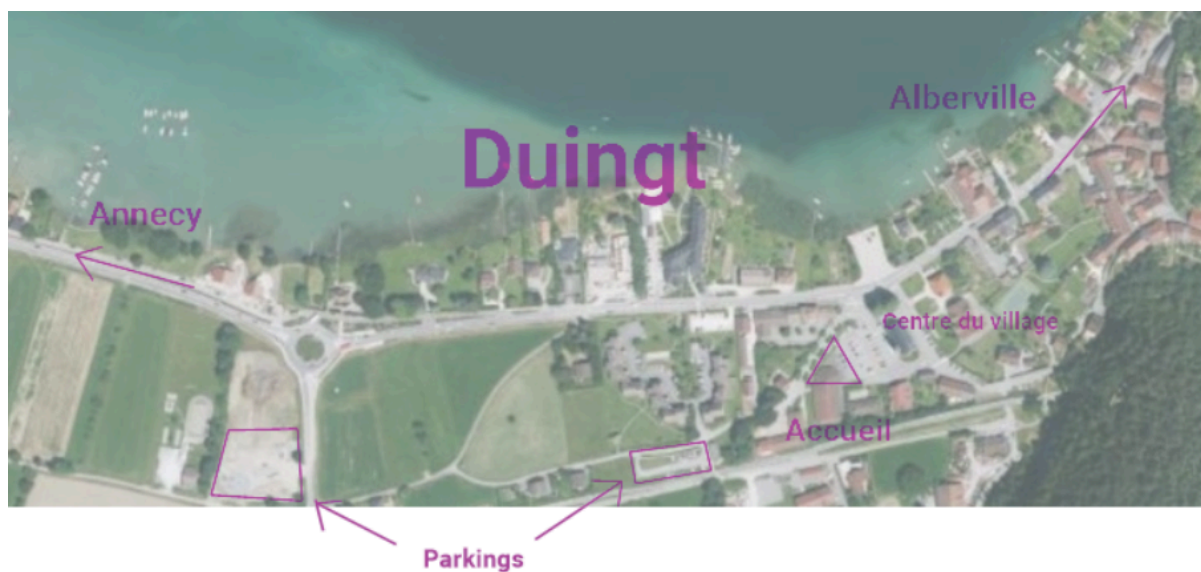 Alberville
Duingt
Annecy
Centre du village
Accueil
Parkings